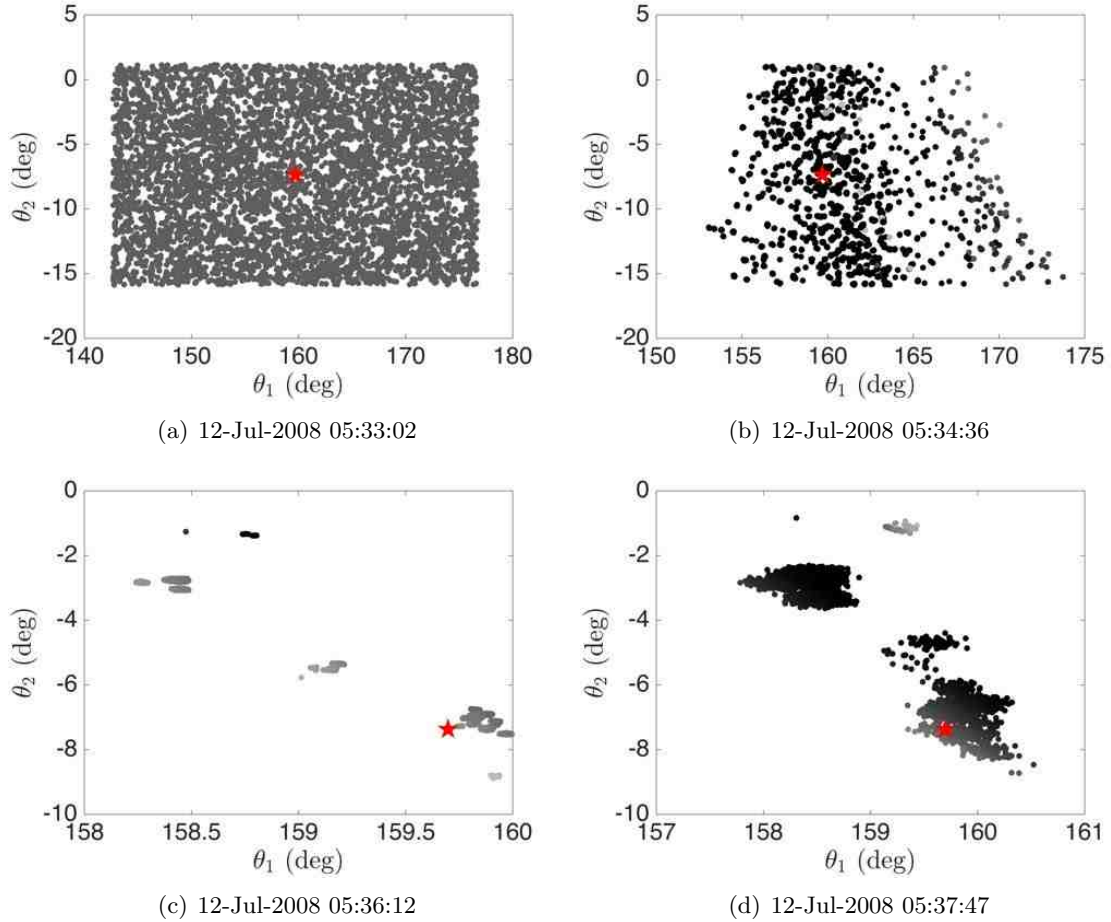 5
0
-5
-10
-15
-20
140 150 160 170 180
θ₂ (deg)
θ₁ (deg)
(a) 12-Jul-2008 05:33:02
5
0
-5
-10
-15
-20
150 155 160 165 170 175
θ₂ (deg)
θ₁ (deg)
(b) 12-Jul-2008 05:34:36
0
-2
-4
-6
-8
-10
158 158.5 159 159.5 160
θ₂ (deg)
θ₁ (deg)
(c) 12-Jul-2008 05:36:12
0
-2
-4
-6
-8
-10
157 158 159 160 161
θ₂ (deg)
θ₁ (deg)
(d) 12-Jul-2008 05:37:47